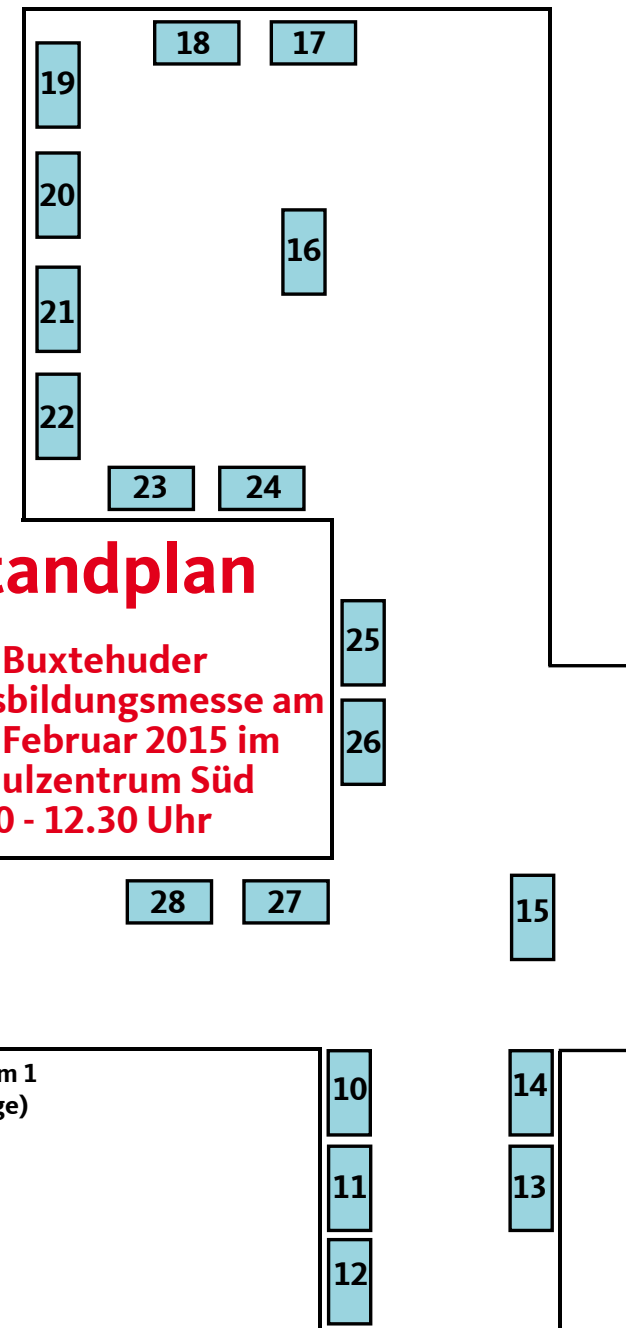 18 17
19
20
16
21
22
23 24
tandplan
25
Buxtehuder
sbildungsmesse am
26
Februar 2015 im
ulzentrum Süd
0 - 12.30 Uhr
28 27
15
m 1
ge)
10 14
11 13
12